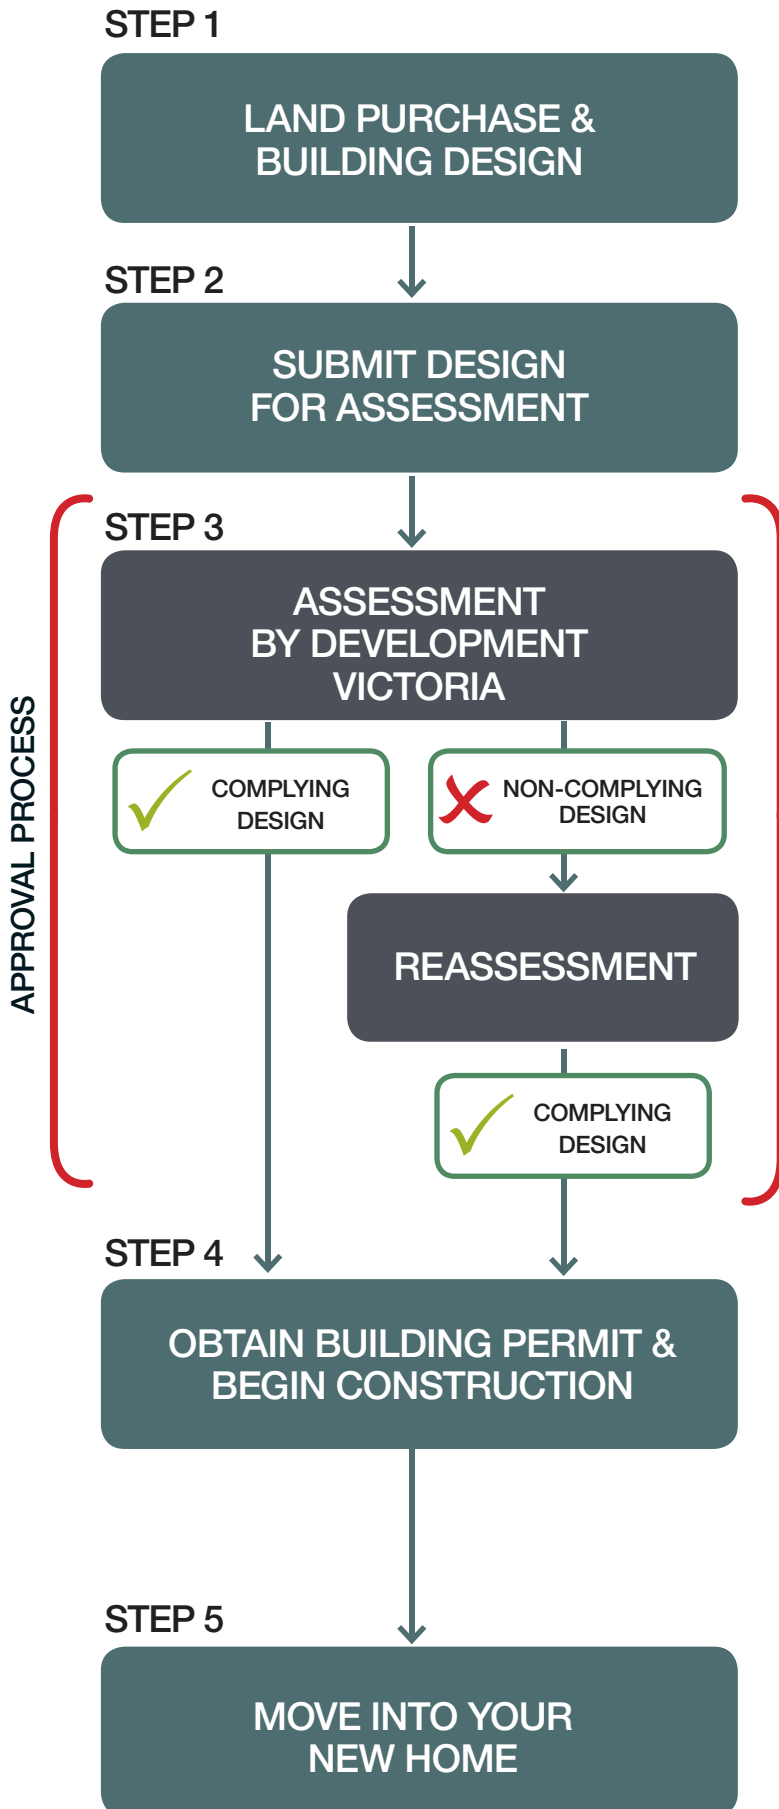 STEP 1
LAND PURCHASE &
BUILDING DESIGN
STEP 2
SUBMIT DESIGN
FOR ASSESSMENT
APPROVAL PROCESS
STEP 3
ASSESSMENT
BY DEVELOPMENT
VICTORIA
COMPLYING
DESIGN
NON-COMPLYING
DESIGN
REASSESSMENT
COMPLYING
DESIGN
STEP 4
OBTAIN BUILDING PERMIT &
BEGIN CONSTRUCTION
STEP 5
MOVE INTO YOUR
NEW HOME